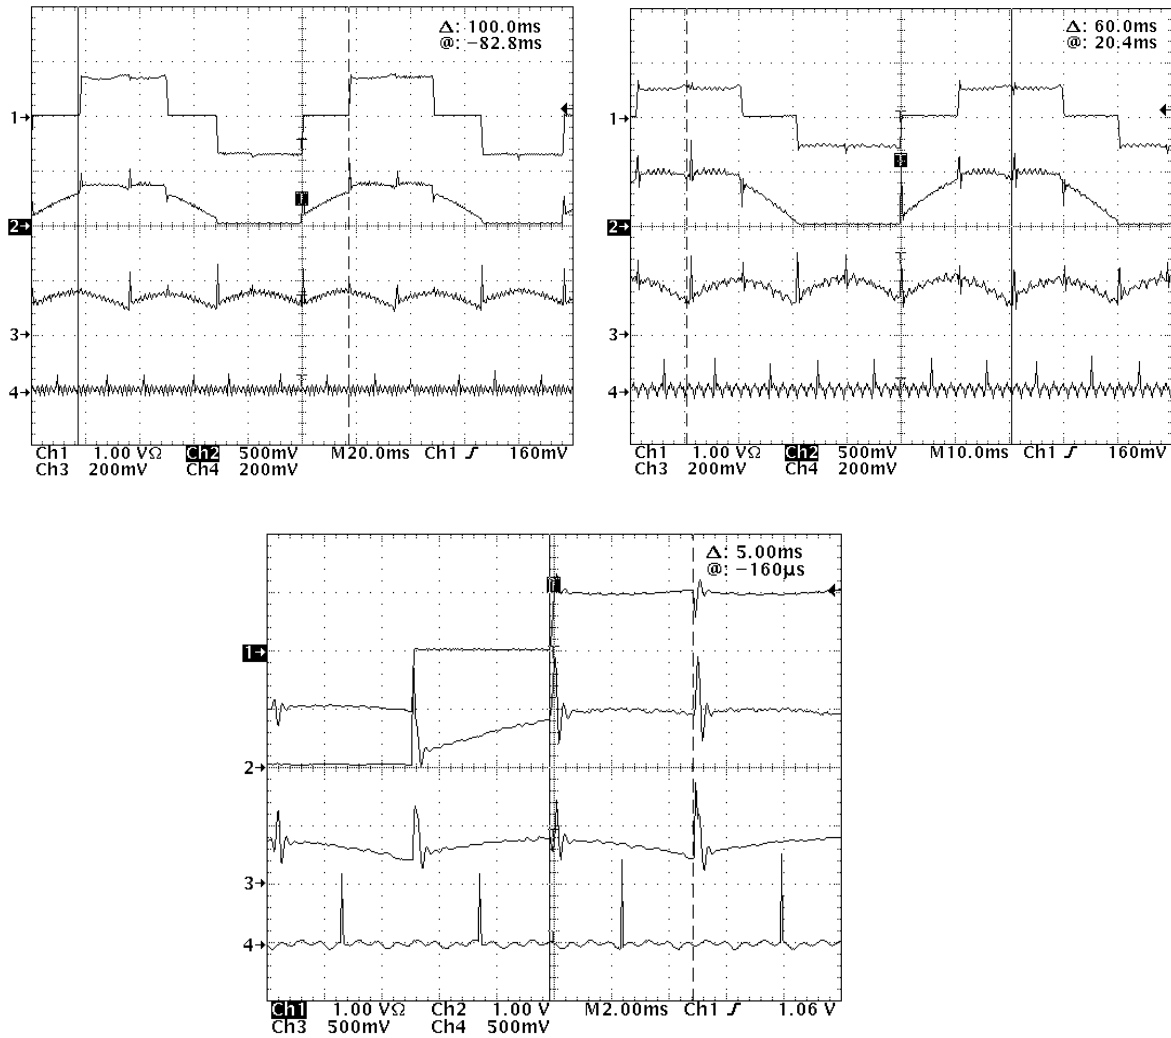 Δ: 100.0ms
@: −82.8ms
1→
T
2→
3→
4→
Ch1 1.00 VΩ Ch2 500mV M20.0ms Ch1 ƒ 160mV
Ch3 200mV Ch4 200mV
Δ: 60.0ms
@: 20.4ms
1→
T
2→
3→
4→
Ch1 1.00 VΩ Ch2 500mV M10.0ms Ch1 ƒ 160mV
Ch3 200mV Ch4 200mV
Δ: 5.00ms
@: −160µs
1→
2→
3→
4→
Ch1 1.00 VΩ Ch2 1.00 V M2.00ms Ch1 ƒ 1.06 V
Ch3 500mV Ch4 500mV